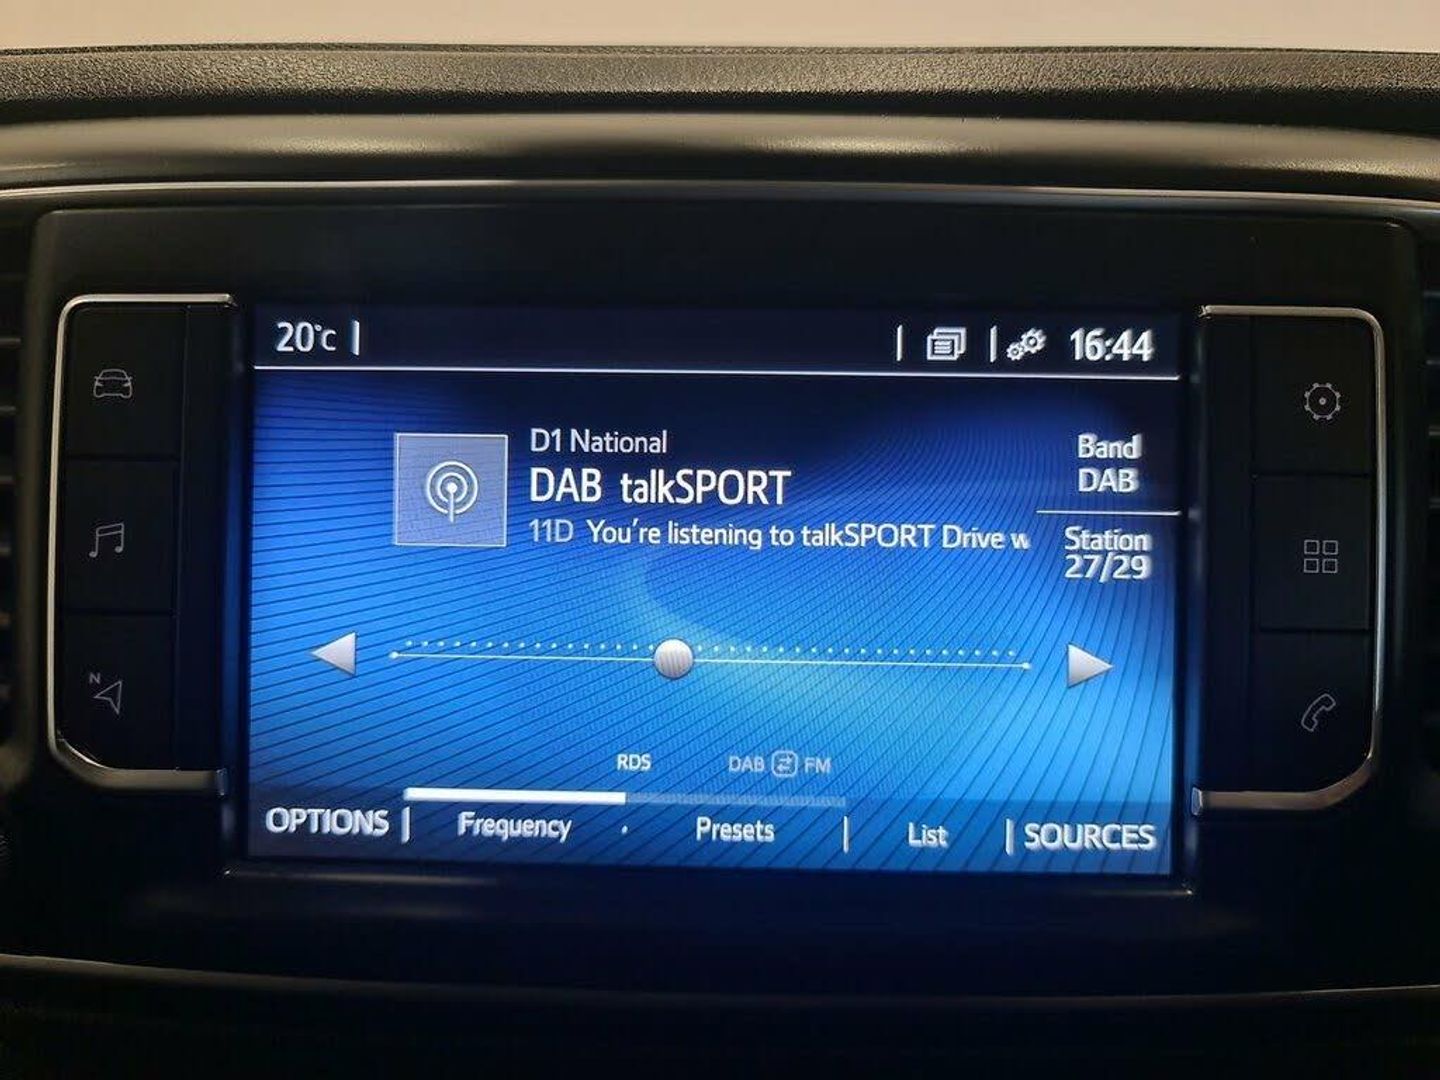 20°C
16:44
D1 National
DAB talkSPORT
11D You're listening to talkSPORT Drive w
Band
DAB
Station
27/29
N
RDS
DAB FM
OPTIONS
Frequency
Presets
List
SOURCES